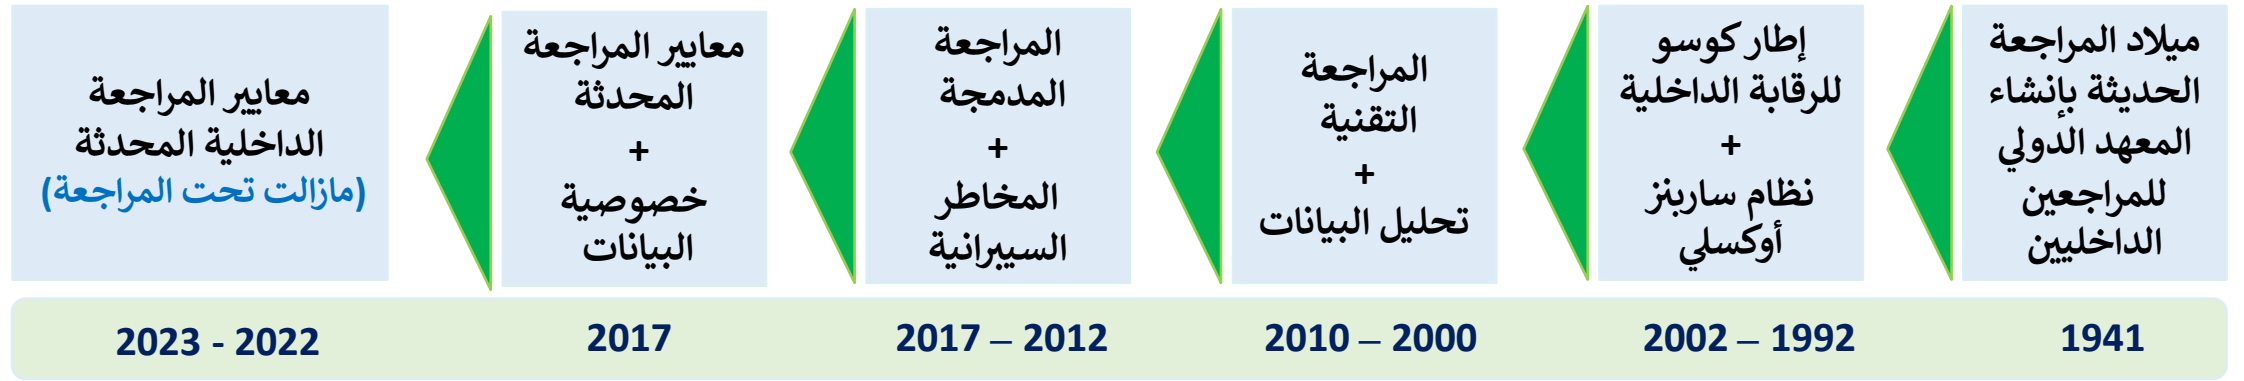 ميلاد المراجعة
الحديثة بإنشاء
المعهد الدولي
للمراجعين
الداخليين
إطار كوسو
للرقابة الداخلية
+
نظام ساربنز
أوكسلي
المراجعة
التقنية
+
تحليل البيانات
المراجعة
المدمجة
+
المخاطر
السيبرانية
معايير المراجعة
المحدثة
+
خصوصية
البيانات
معايير المراجعة
الداخلية المحدثة
(مازالت تحت المراجعة)
1941
1992 – 2002
2000 – 2010
2012 – 2017
2017
2022 - 2023